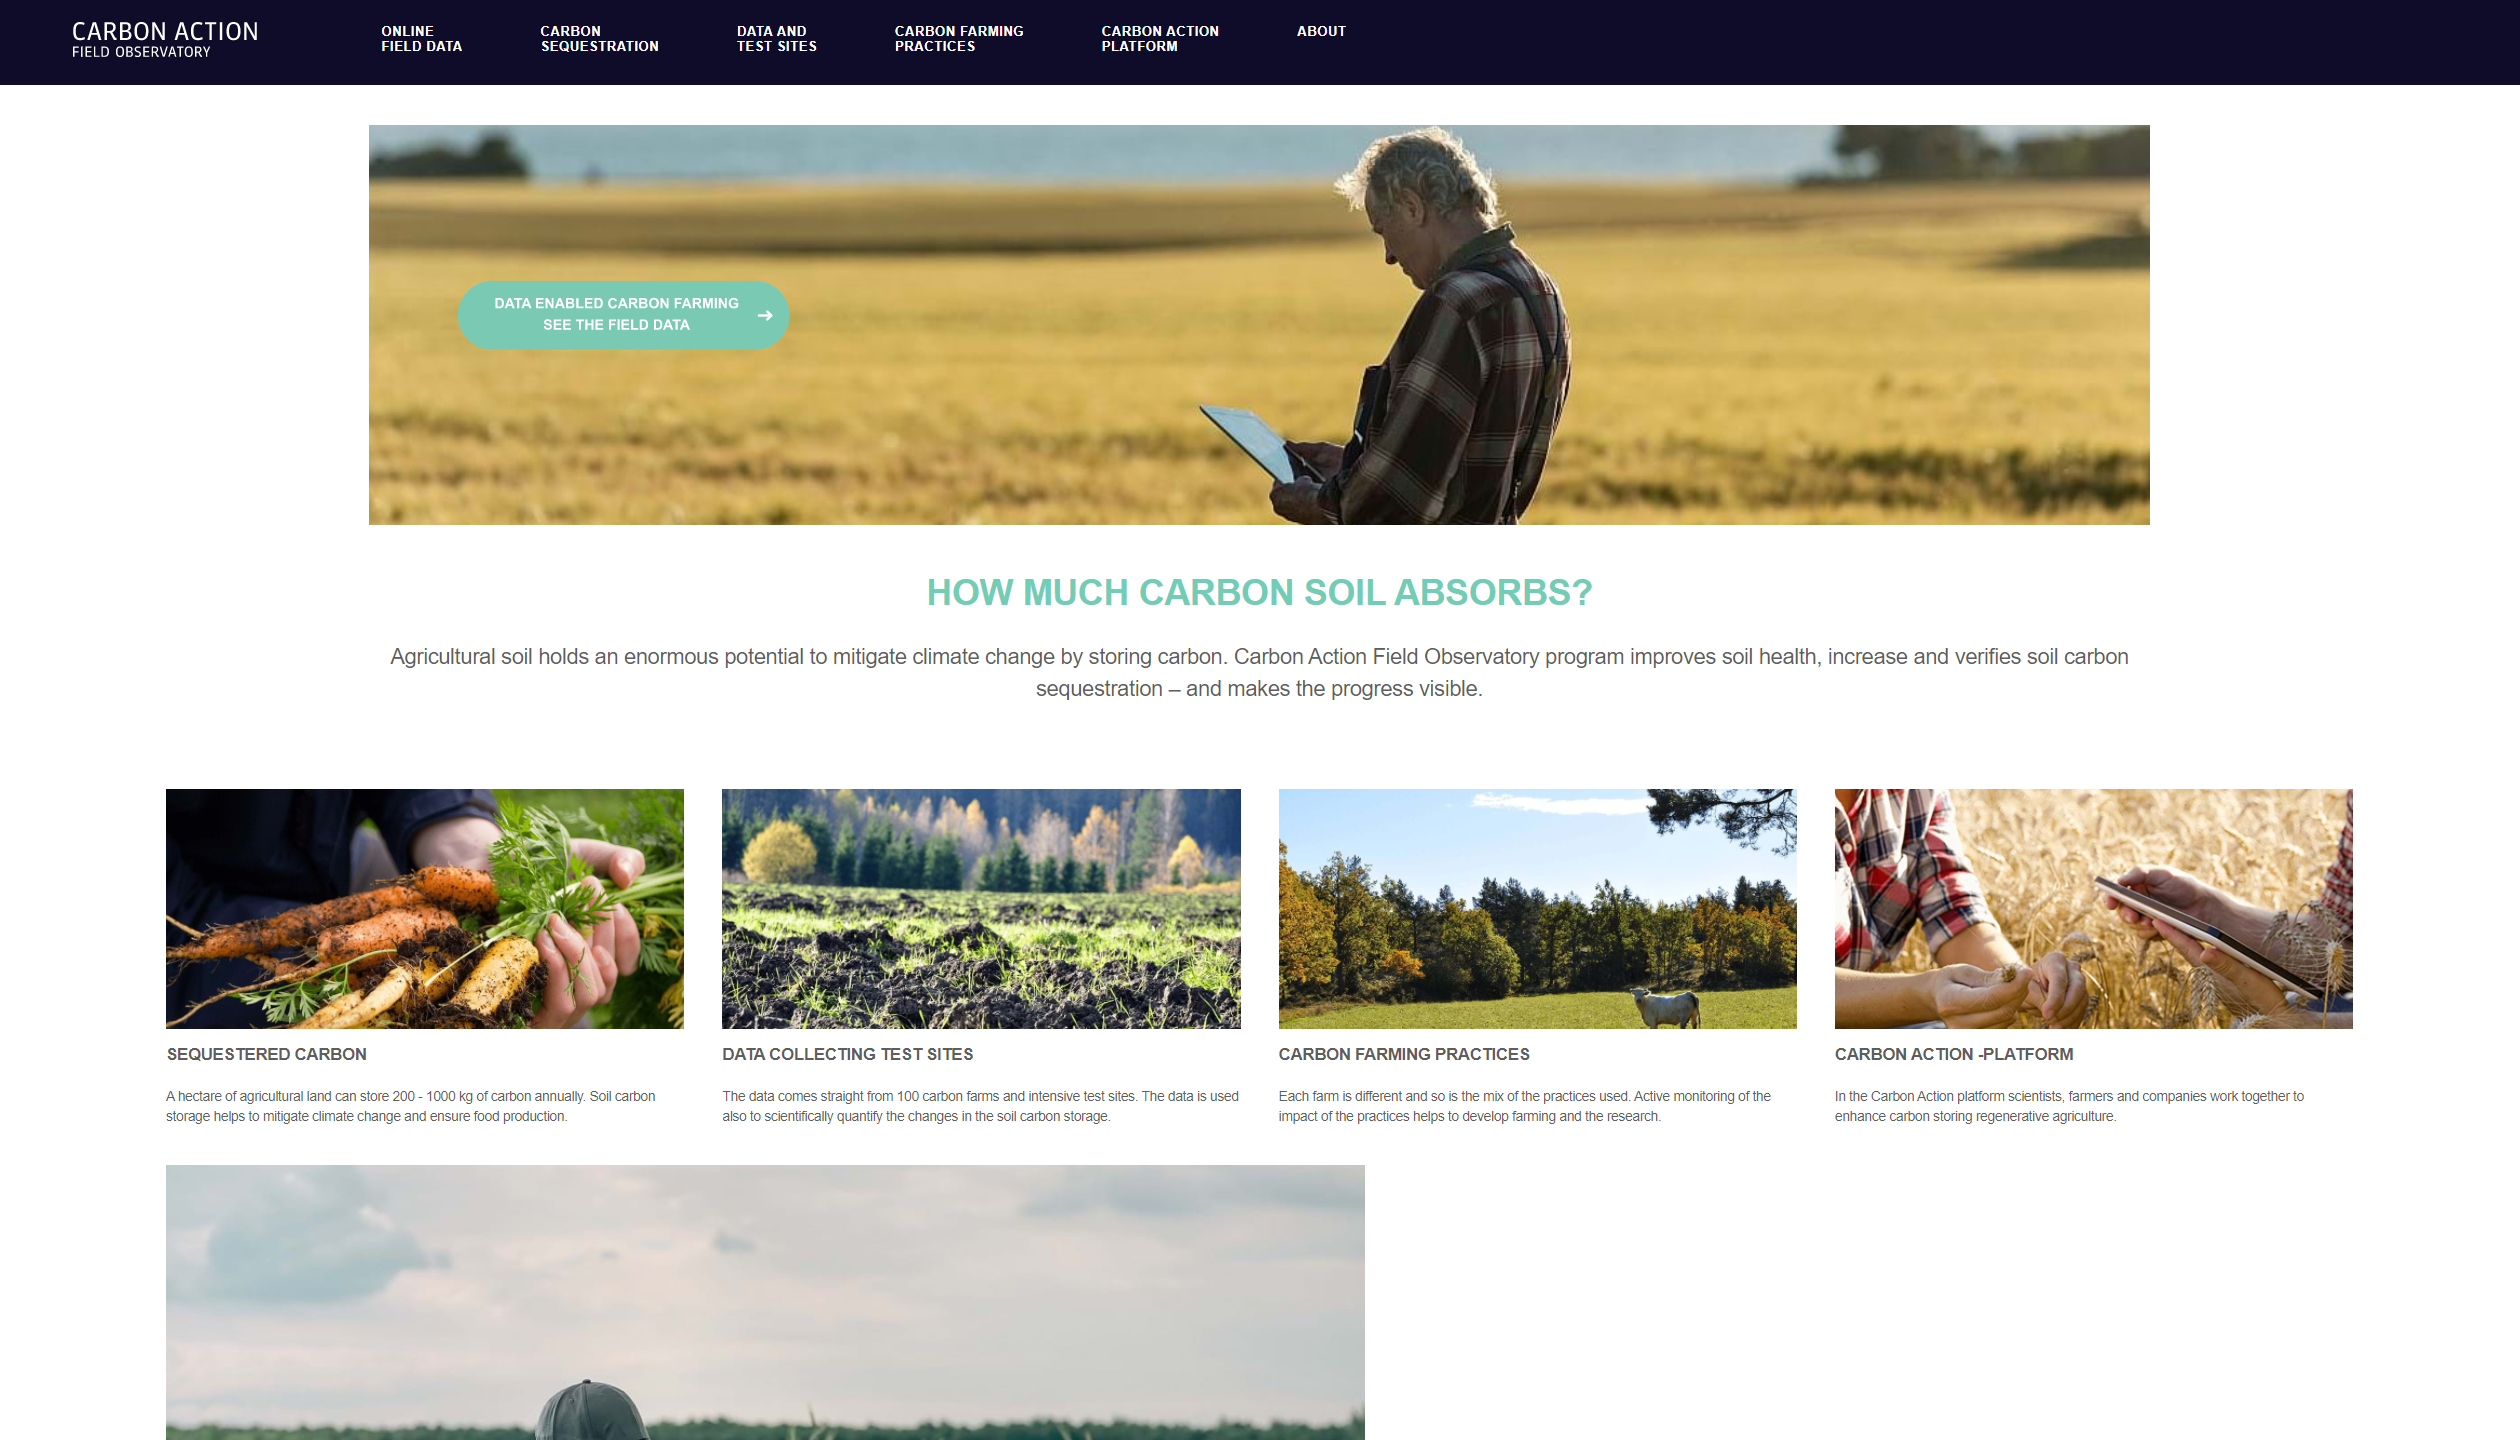 CARBON ACTION
FIELD OBSERVATORY
ONLINE
FIELD DATA
CARBON
SEQUESTRATION
DATA AND
TEST SITES
CARBON FARMING
PRACTICES
CARBON ACTION
PLATFORM
ABOUT
DATA ENABLED CARBON FARMING
SEE THE FIELD DATA
HOW MUCH CARBON SOIL ABSORBS?
Agricultural soil holds an enormous potential to mitigate climate change by storing carbon. Carbon Action Field Observatory program improves soil health, increase and verifies soil carbon
sequestration – and makes the progress visible.
SEQUESTERED CARBON
A hectare of agricultural land can store 200 - 1000 kg of carbon annually. Soil carbon
storage helps to mitigate climate change and ensure food production.
DATA COLLECTING TEST SITES
The data comes straight from 100 carbon farms and intensive test sites. The data is used
also to scientifically quantify the changes in the soil carbon storage.
CARBON FARMING PRACTICES
Each farm is different and so is the mix of the practices used. Active monitoring of the
impact of the practices helps to develop farming and the research.
CARBON ACTION -PLATFORM
In the Carbon Action platform scientists, farmers and companies work together to
enhance carbon storing regenerative agriculture.